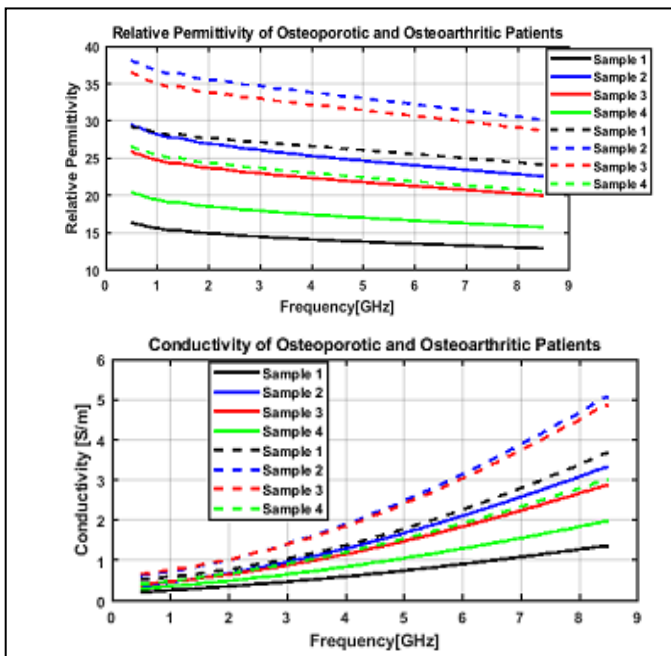 Relative Permittivity of Osteoporotic and Osteoarthritic Patients
40
35
30
25
20
15
10
Relative Permittivity
0 1 2 3 4 5 6 7 8 9
Frequency[GHz]
Sample 1
Sample 2
Sample 3
Sample 4
Sample 1
Sample 2
Sample 3
Sample 4
Conductivity of Osteoporotic and Osteoarthritic Patients
6
5
4
3
2
1
0
Conductivity [S/m]
0 1 2 3 4 5 6 7 8 9
Frequency[GHz]
Sample 1
Sample 2
Sample 3
Sample 4
Sample 1
Sample 2
Sample 3
Sample 4